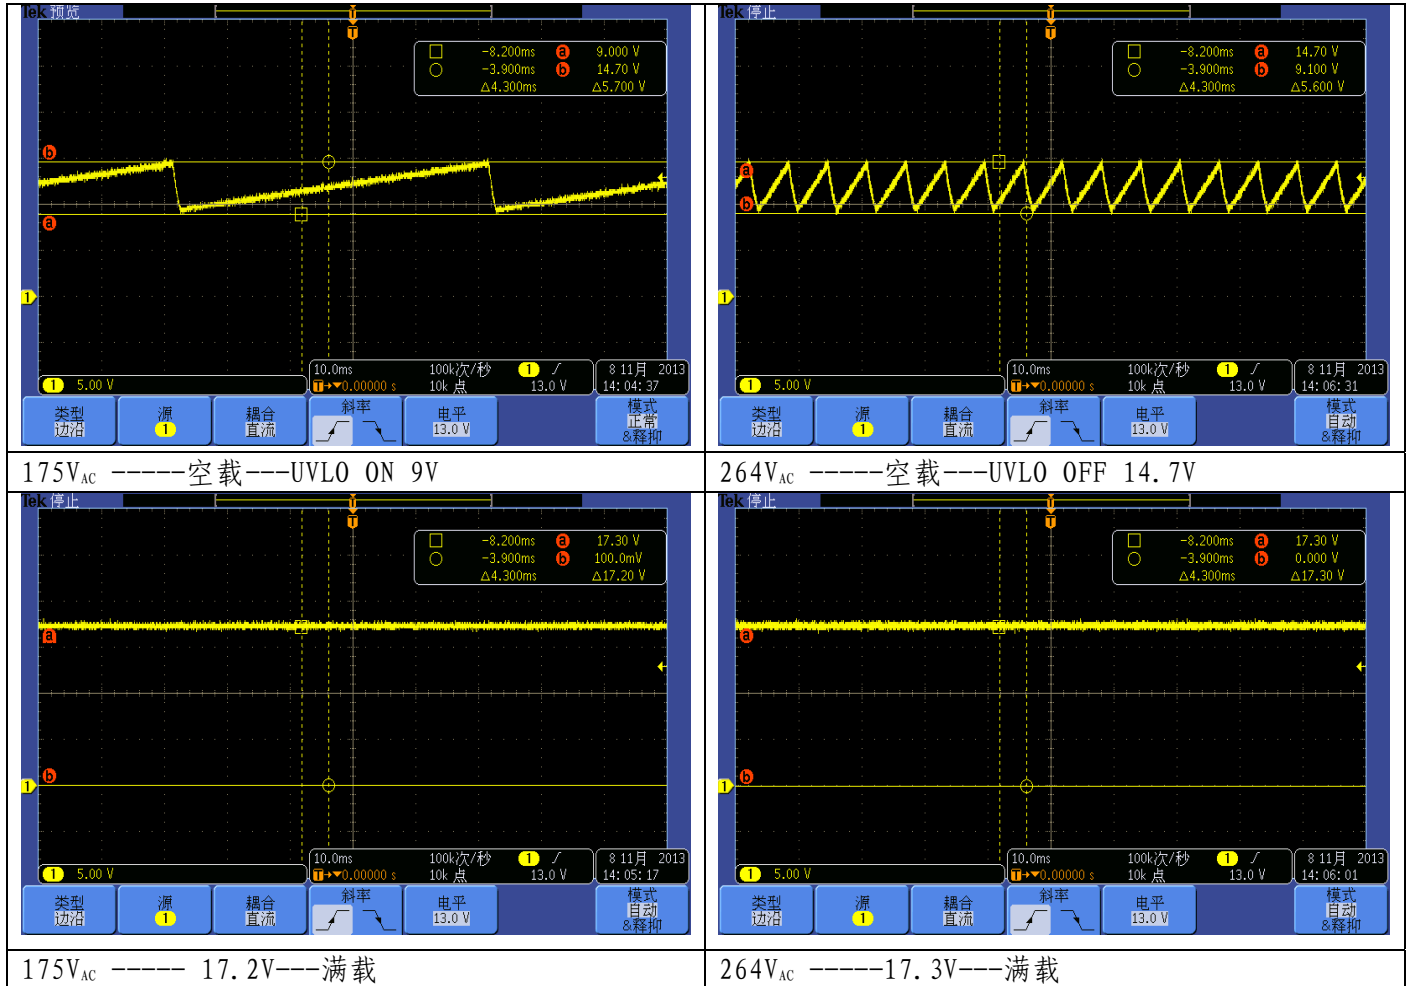 Tek 预览
T
T
□ -8.200ms a 9.000 V
○ -3.900ms b 14.70 V
△4.300ms △5.700 V
b
a
1
1 5.00 V
10.0ms 100k次/秒 1
T→▼0.00000 s 10k 点 13.0 V
8 11月 2013
14:04:37
类型 边沿
源 1
耦合 直流
斜率
电平 13.0 V
模式 正常 &释抑
175VAC -----空载---UVLO ON 9V
Tek 停止
T
T
□ -8.200ms a 14.70 V
○ -3.900ms b 9.100 V
△4.300ms △5.600 V
a
b
1
1 5.00 V
10.0ms 100k次/秒 1
T→▼0.00000 s 10k 点 13.0 V
8 11月 2013
14:06:31
类型 边沿
源 1
耦合 直流
斜率
电平 13.0 V
模式 自动 &释抑
264VAC -----空载---UVLO OFF 14.7V
Tek 停止
T
T
□ -8.200ms a 17.30 V
○ -3.900ms b 100.0mV
△4.300ms △17.20 V
a
b
1
1 5.00 V
10.0ms 100k次/秒 1
T→▼0.00000 s 10k 点 13.0 V
8 11月 2013
14:05:17
类型 边沿
源 1
耦合 直流
斜率
电平 13.0 V
模式 自动 &释抑
175VAC ----- 17.2V---满载
Tek 停止
T
T
□ -8.200ms a 17.30 V
○ -3.900ms b 0.000 V
△4.300ms △17.30 V
a
b
1
1 5.00 V
10.0ms 100k次/秒 1
T→▼0.00000 s 10k 点 13.0 V
8 11月 2013
14:06:01
类型 边沿
源 1
耦合 直流
斜率
电平 13.0 V
模式 自动 &释抑
264VAC -----17.3V---满载